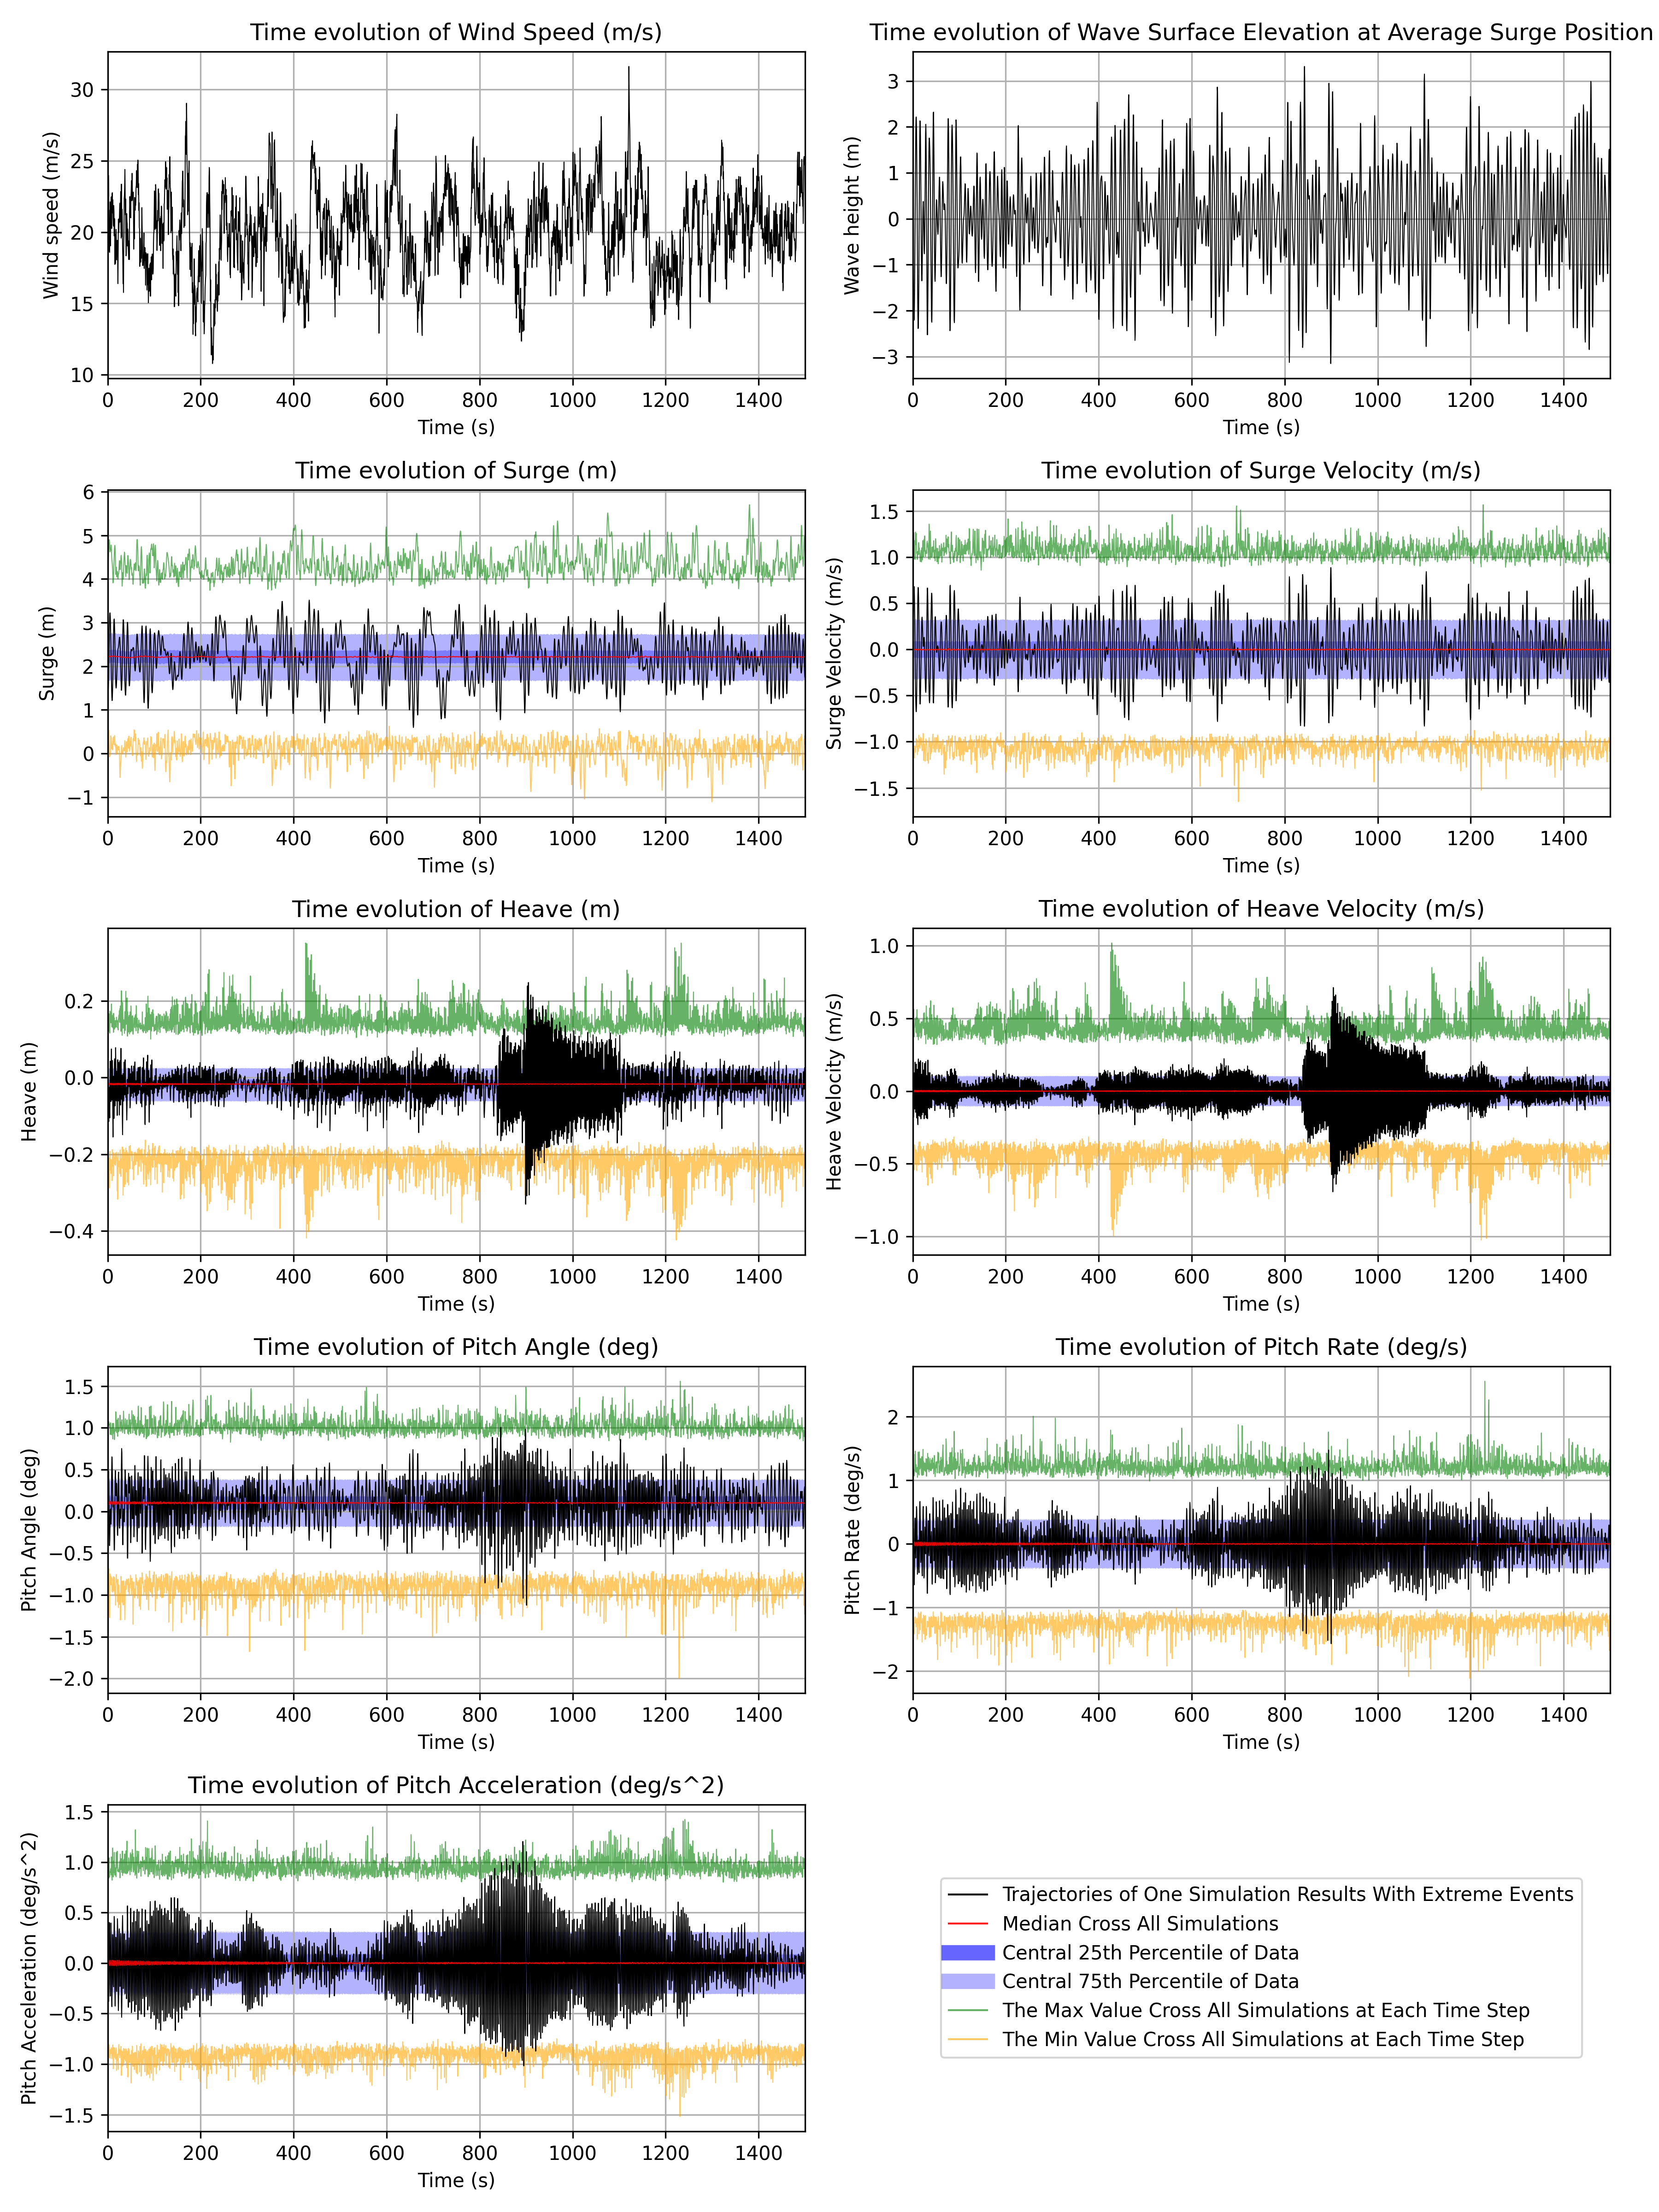 Time evolution of Wind Speed (m/s)
Wind speed (m/s)
30
25
20
15
10
0 200 400 600 800 1000 1200 1400
Time (s)
Time evolution of Wave Surface Elevation at Average Surge Position
Wave height (m)
3
2
1
0
−1
−2
−3
0 200 400 600 800 1000 1200 1400
Time (s)
Time evolution of Surge (m)
Surge (m)
6
5
4
3
2
1
0
−1
0 200 400 600 800 1000 1200 1400
Time (s)
Time evolution of Surge Velocity (m/s)
Surge Velocity (m/s)
1.5
1.0
0.5
0.0
−0.5
−1.0
−1.5
0 200 400 600 800 1000 1200 1400
Time (s)
Time evolution of Heave (m)
Heave (m)
0.2
0.0
−0.2
−0.4
0 200 400 600 800 1000 1200 1400
Time (s)
Time evolution of Heave Velocity (m/s)
Heave Velocity (m/s)
1.0
0.5
0.0
−0.5
−1.0
0 200 400 600 800 1000 1200 1400
Time (s)
Time evolution of Pitch Angle (deg)
Pitch Angle (deg)
1.5
1.0
0.5
0.0
−0.5
−1.0
−1.5
−2.0
0 200 400 600 800 1000 1200 1400
Time (s)
Time evolution of Pitch Rate (deg/s)
Pitch Rate (deg/s)
2
1
0
−1
−2
0 200 400 600 800 1000 1200 1400
Time (s)
Time evolution of Pitch Acceleration (deg/s^2)
Pitch Acceleration (deg/s^2)
1.5
1.0
0.5
0.0
−0.5
−1.0
−1.5
0 200 400 600 800 1000 1200 1400
Time (s)
Trajectories of One Simulation Results With Extreme Events
Median Cross All Simulations
Central 25th Percentile of Data
Central 75th Percentile of Data
The Max Value Cross All Simulations at Each Time Step
The Min Value Cross All Simulations at Each Time Step